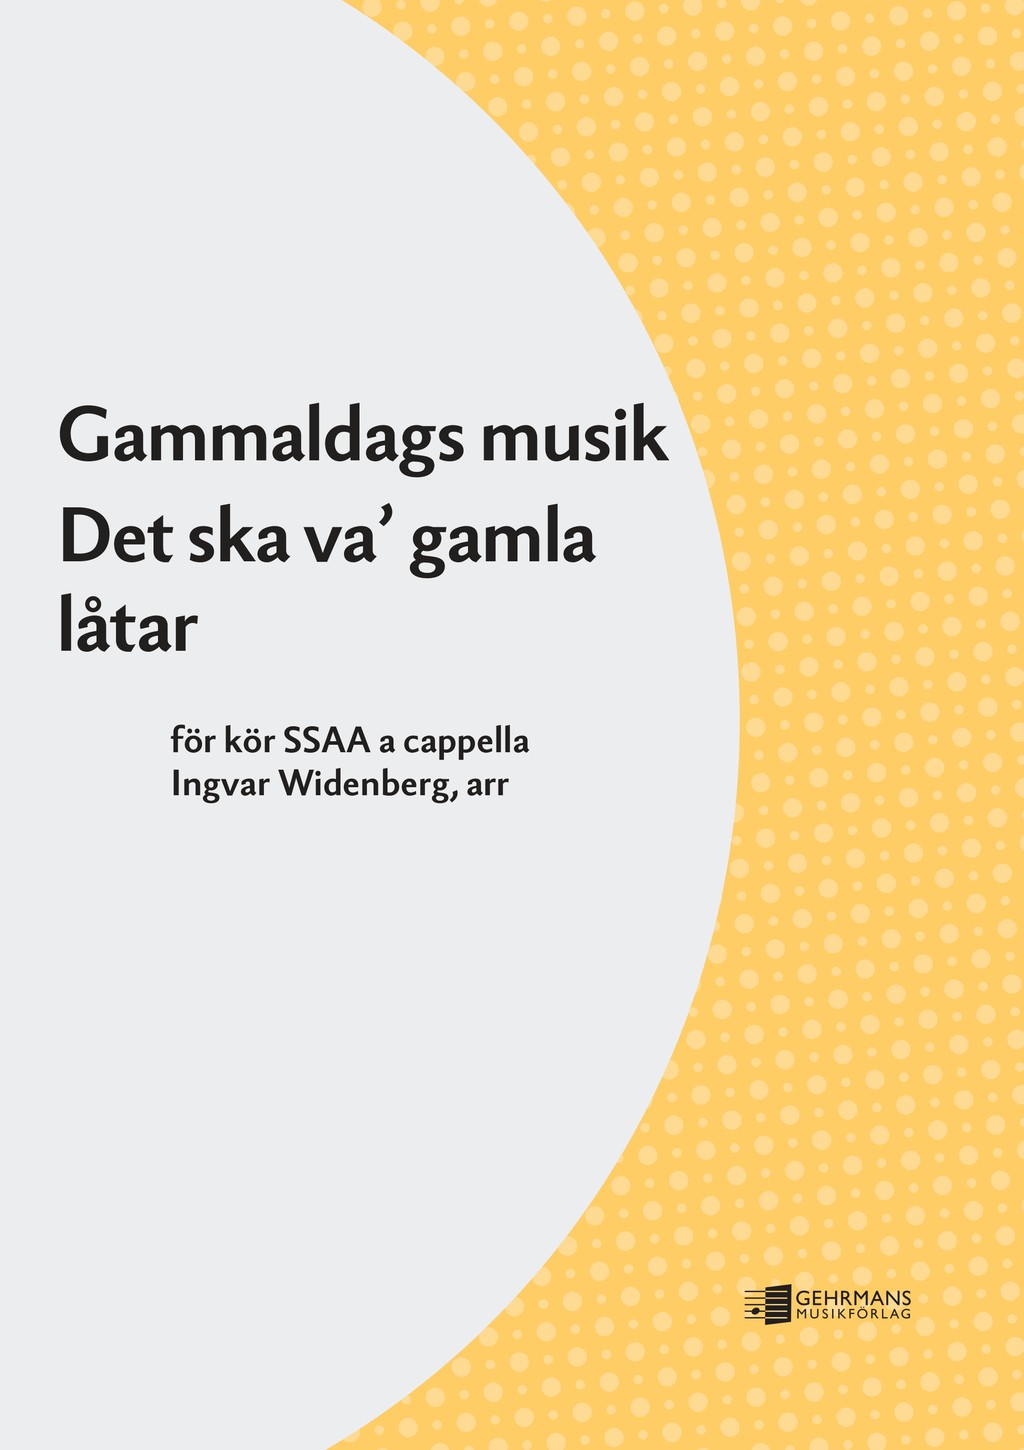 Gammaldags musik
Det ska va’ gamla
låtar
för kör SSAA a cappella
Ingvar Widenberg, arr
GEHRMANS
MUSIKFÖRLAG